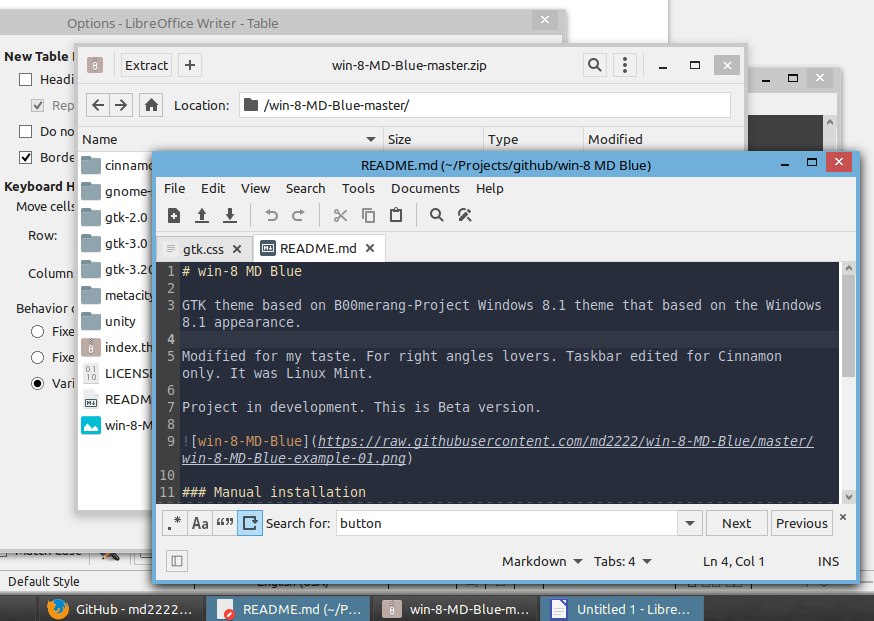 Options - LibreOffice Writer - Table
New Table
Headi
Rep
Do no
Borde
Keyboard H
Move cells
Row:
Column
Behavior o
Fixe
Fixe
Vari
Extract
win-8-MD-Blue-master.zip
Location:
/win-8-MD-Blue-master/
Name
Size
Type
Modified
cinnamo
gnome-
gtk-2.0
gtk-3.0
gtk-3.20
metacity
unity
index.th
LICENSE
READM
win-8-M
README.md (~/Projects/github/win-8 MD Blue)
File Edit View Search Tools Documents Help
gtk.css
README.md
1 # win-8 MD Blue
2
3 GTK theme based on B00merang-Project Windows 8.1 theme that based on the Windows
8.1 appearance.
4
5 Modified for my taste. For right angles lovers. Taskbar edited for Cinnamon
only. It was Linux Mint.
6
7 Project in development. This is Beta version.
8
9 ![win-8-MD-Blue](https://raw.githubusercontent.com/md2222/win-8-MD-Blue/master/
win-8-MD-Blue-example-01.png)
10
11 ### Manual installation
.* Aa “” Search for: button
Next
Previous
Markdown
Tabs: 4
Ln 4, Col 1
INS
Match Case
Default Style
English (USA)
GitHub - md2222...
README.md (~/P...
win-8-MD-Blue-m...
Untitled 1 - Libre...